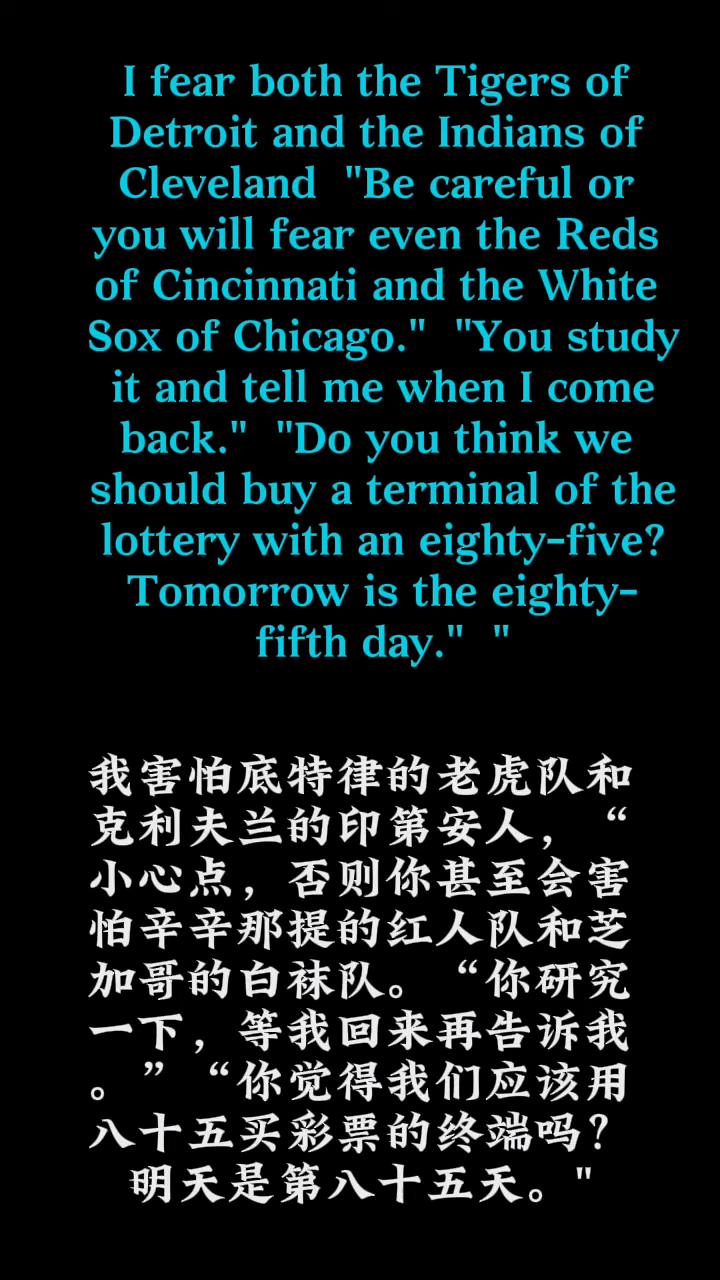 I fear both the Tigers of
Detroit and the Indians of
Cleveland  "Be careful or
you will fear even the Reds
of Cincinnati and the White
Sox of Chicago."  "You study
it and tell me when I come
back."  "Do you think we
should buy a terminal of the
lottery with an eighty-five?
Tomorrow is the eighty-
fifth day."  "
我害怕底特律的老虎队和
克利夫兰的印第安人，“
小心点，否则你甚至会害
怕辛辛那提的红人队和芝
加哥的白袜队。“你研究
一下，等我回来再告诉我
。”“你觉得我们应该用
八十五买彩票的终端吗？
明天是第八十五天。"